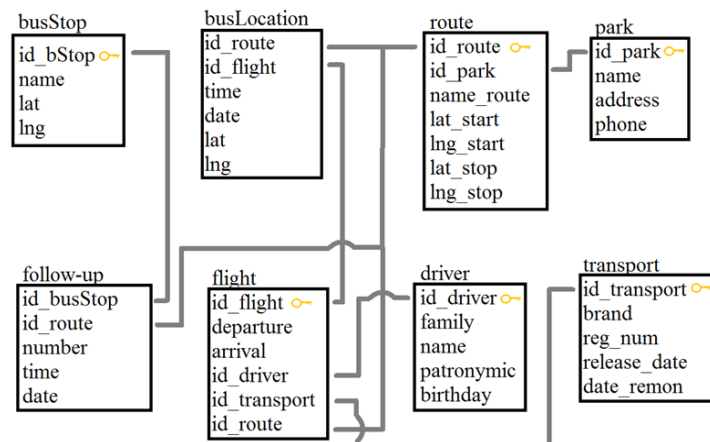 busStop
id_bStop
name
lat
lng
busLocation
id_route
id_flight
time
date
lat
lng
route
id_route
id_park
name_route
lat_start
lng_start
lat_stop
lng_stop
park
id_park
name
address
phone
follow-up
id_busStop
id_route
number
time
date
flight
id_flight
departure
arrival
id_driver
id_transport
id_route
driver
id_driver
family
name
patronymic
birthday
transport
id_transport
brand
reg_num
release_date
date_remon